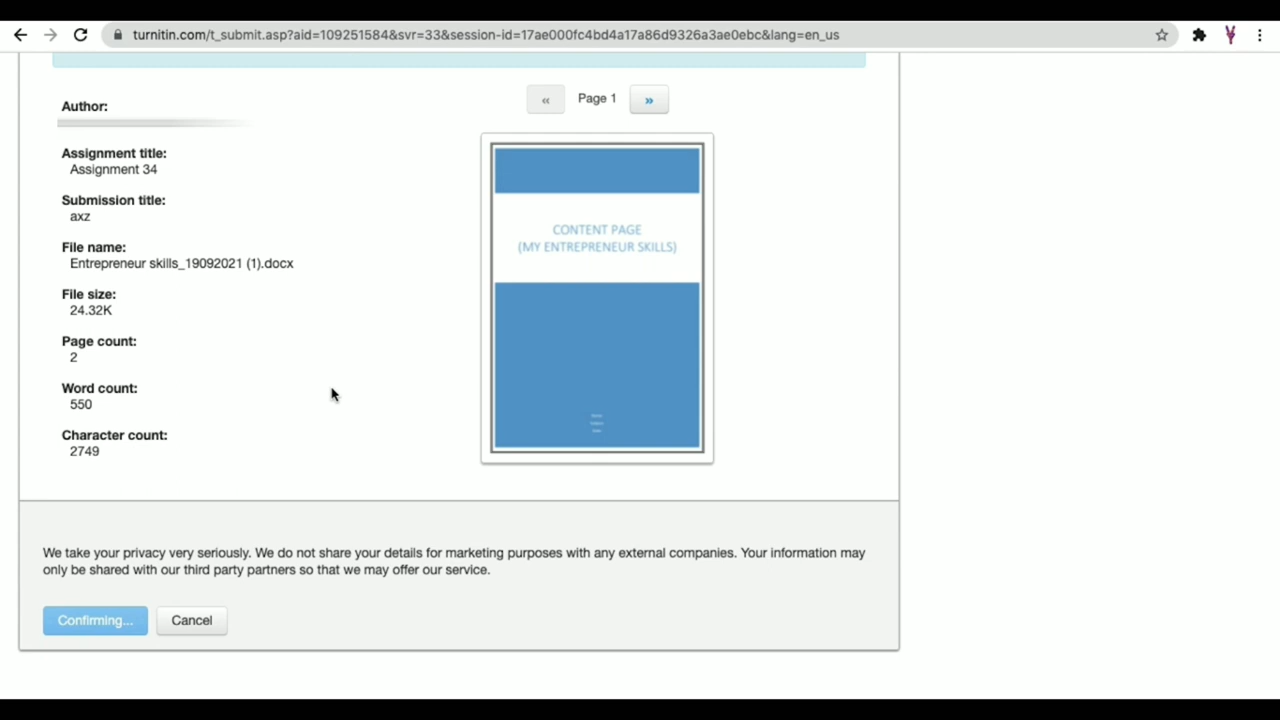 turnitin.com/t_submit.asp?aid=109251584&svr=33&session-id=17ae000fc4bd4a17a86d9326a3ae0ebc&lang=en_us
Author:
Assignment title:
Assignment 34
Submission title:
axz
File name:
Entrepreneur skills_19092021 (1).docx
File size:
24.32K
Page count:
2
Word count:
550
Character count:
2749
« Page 1 »
CONTENT PAGE
(MY ENTREPRENEUR SKILLS)
We take your privacy very seriously. We do not share your details for marketing purposes with any external companies. Your information may
only be shared with our third party partners so that we may offer our service.
Confirming...
Cancel